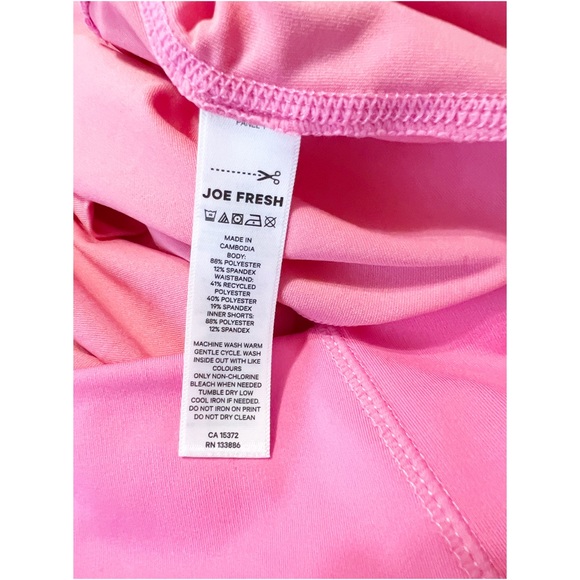 JOE FRESH
MADE IN
CAMBODIA
BODY:
88% POLYESTER
12% SPANDEX
WAISTBAND:
41% RECYCLED
POLYESTER
40% POLYESTER
19% SPANDEX
INNER SHORTS:
88% POLYESTER
12% SPANDEX
MACHINE WASH WARM
GENTLE CYCLE. WASH
INSIDE OUT WITH LIKE
COLOURS
ONLY NON-CHLORINE
BLEACH WHEN NEEDED
TUMBLE DRY LOW
COOL IRON IF NEEDED.
DO NOT IRON ON PRINT
DO NOT DRY CLEAN
CA 15372
RN 133886